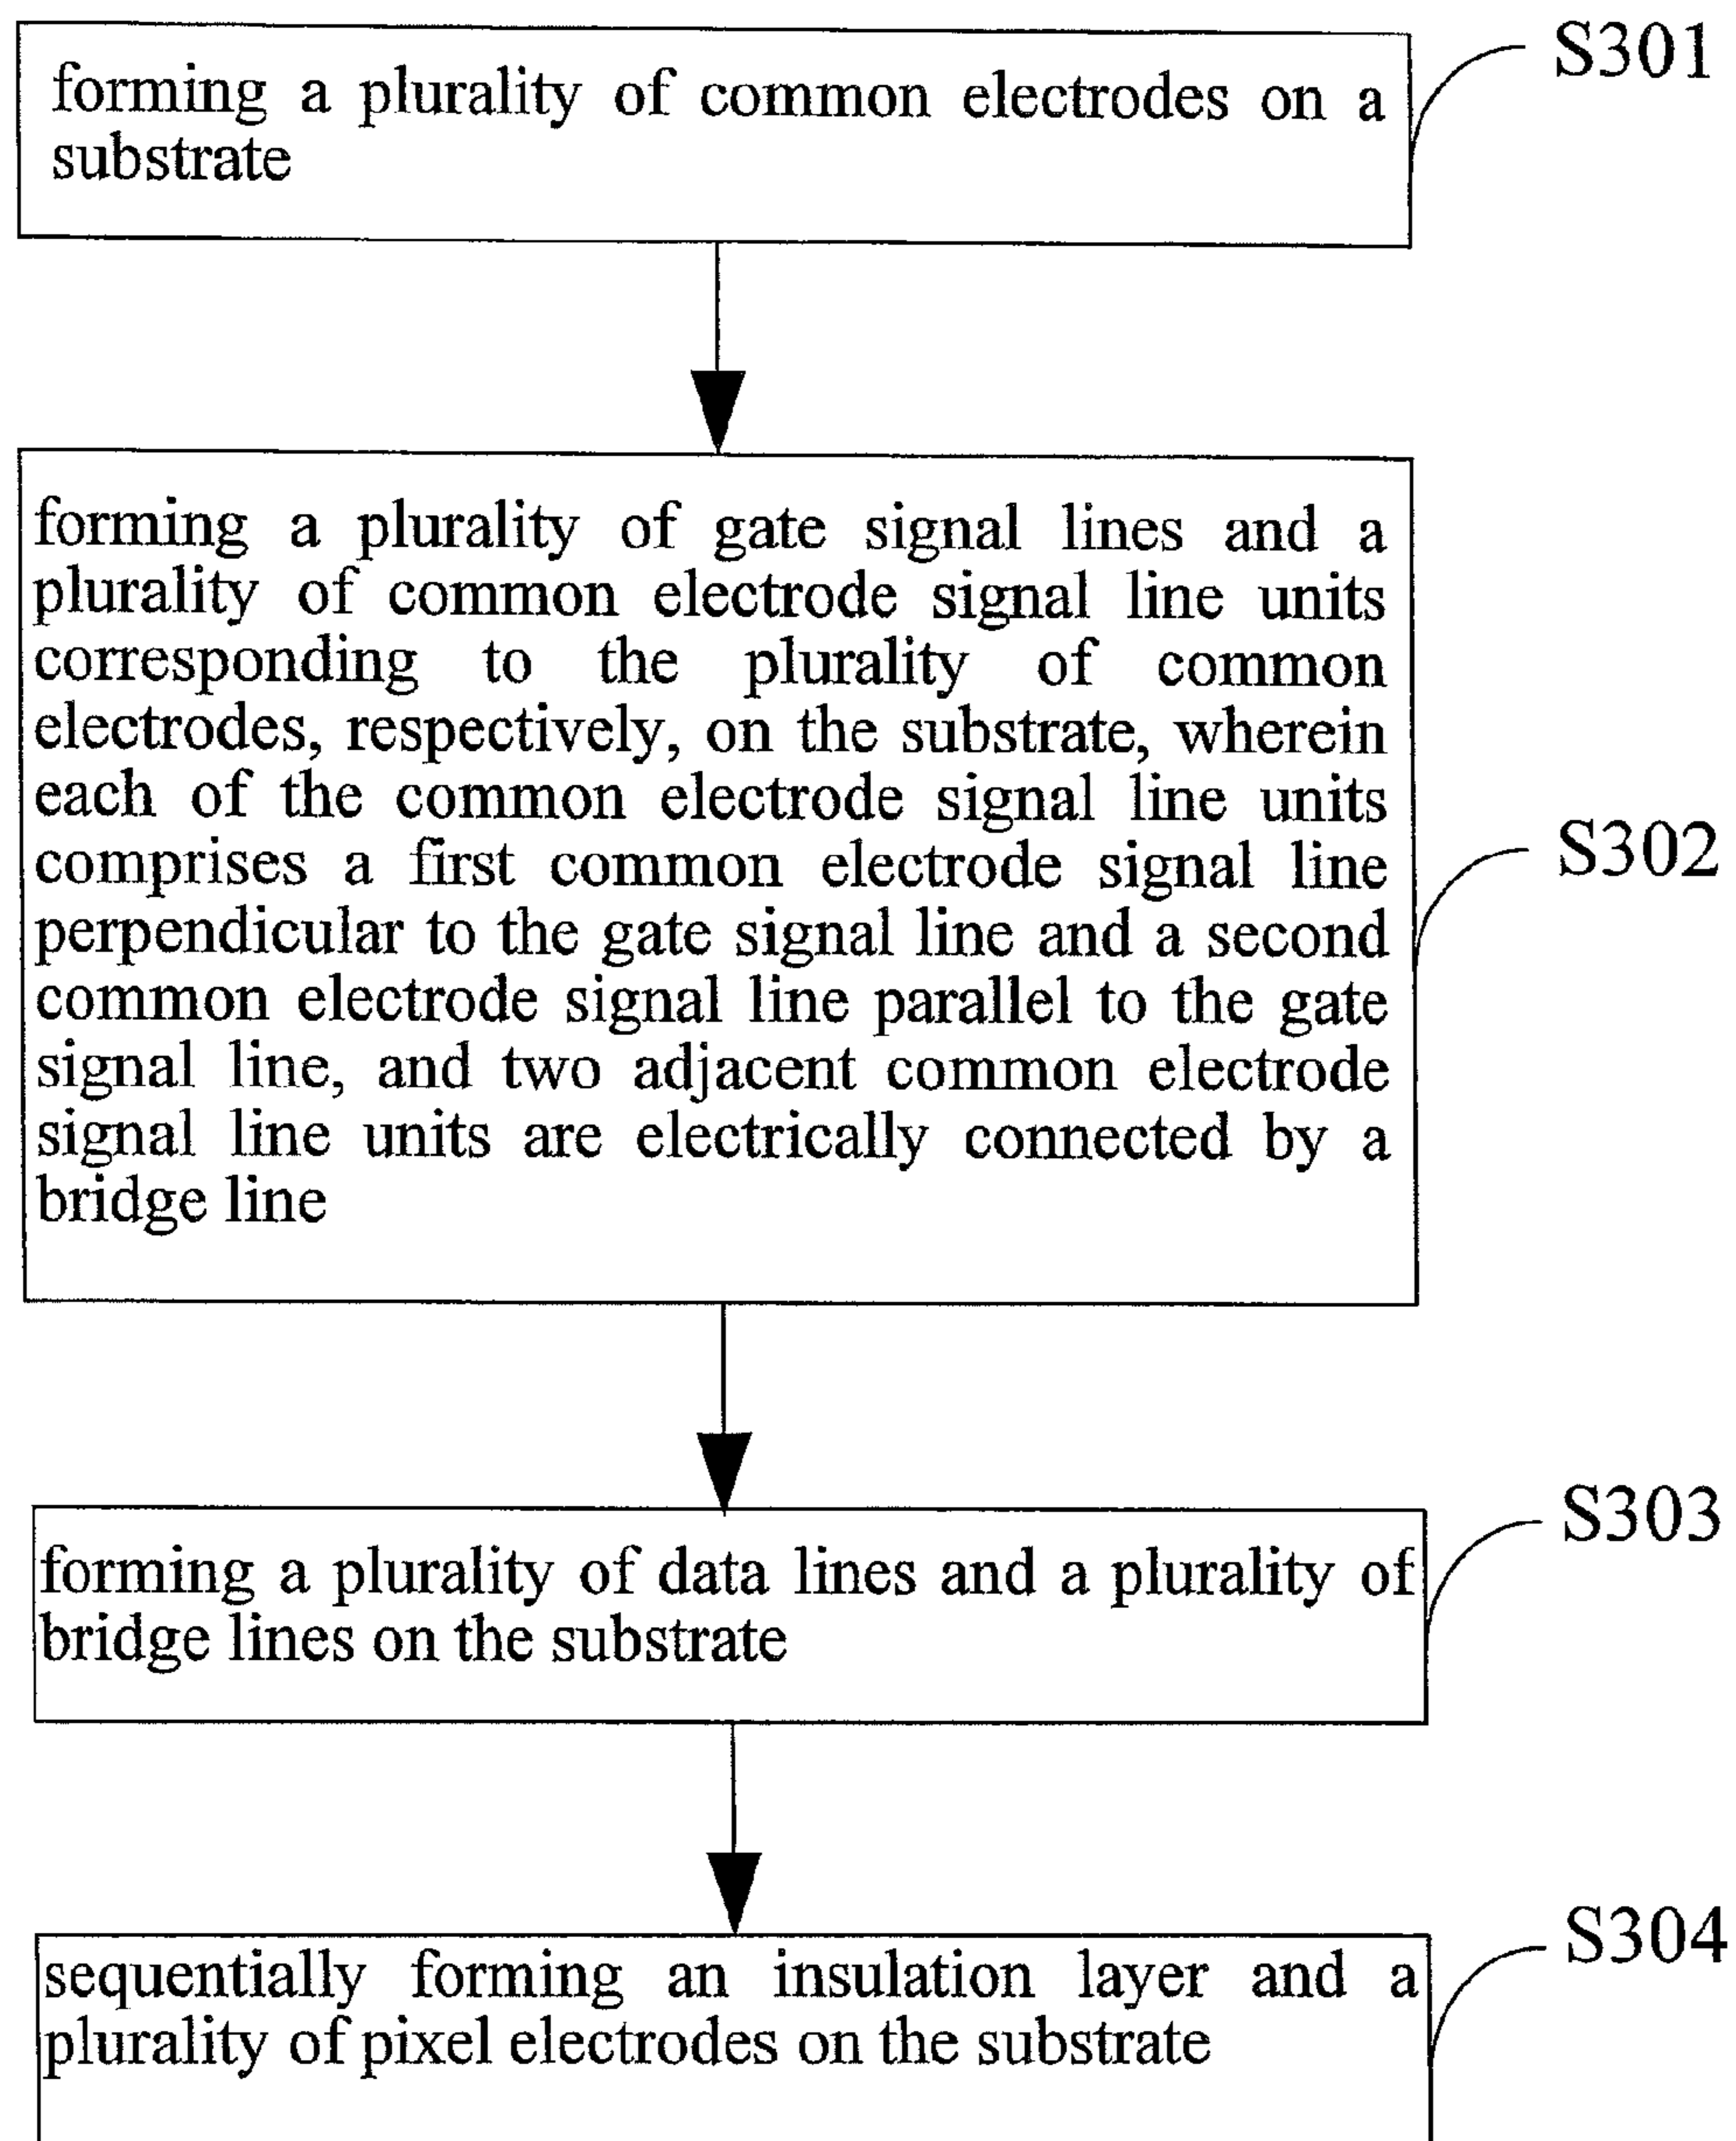 S301
forming a plurality of common electrodes on a
substrate
forming a plurality of gate signal lines and a
plurality of common electrode signal line units
corresponding to the plurality of common
electrodes, respectively, on the substrate, wherein
each of the common electrode signal line units
comprises a first common electrode signal line
perpendicular to the gate signal line and a second
common electrode signal line parallel to the gate
signal line, and two adjacent common electrode
signal line units are electrically connected by a
bridge line
S302
forming a plurality of data lines and a plurality of
bridge lines on the substrate
S303
sequentially forming an insulation layer and a
plurality of pixel electrodes on the substrate
S304